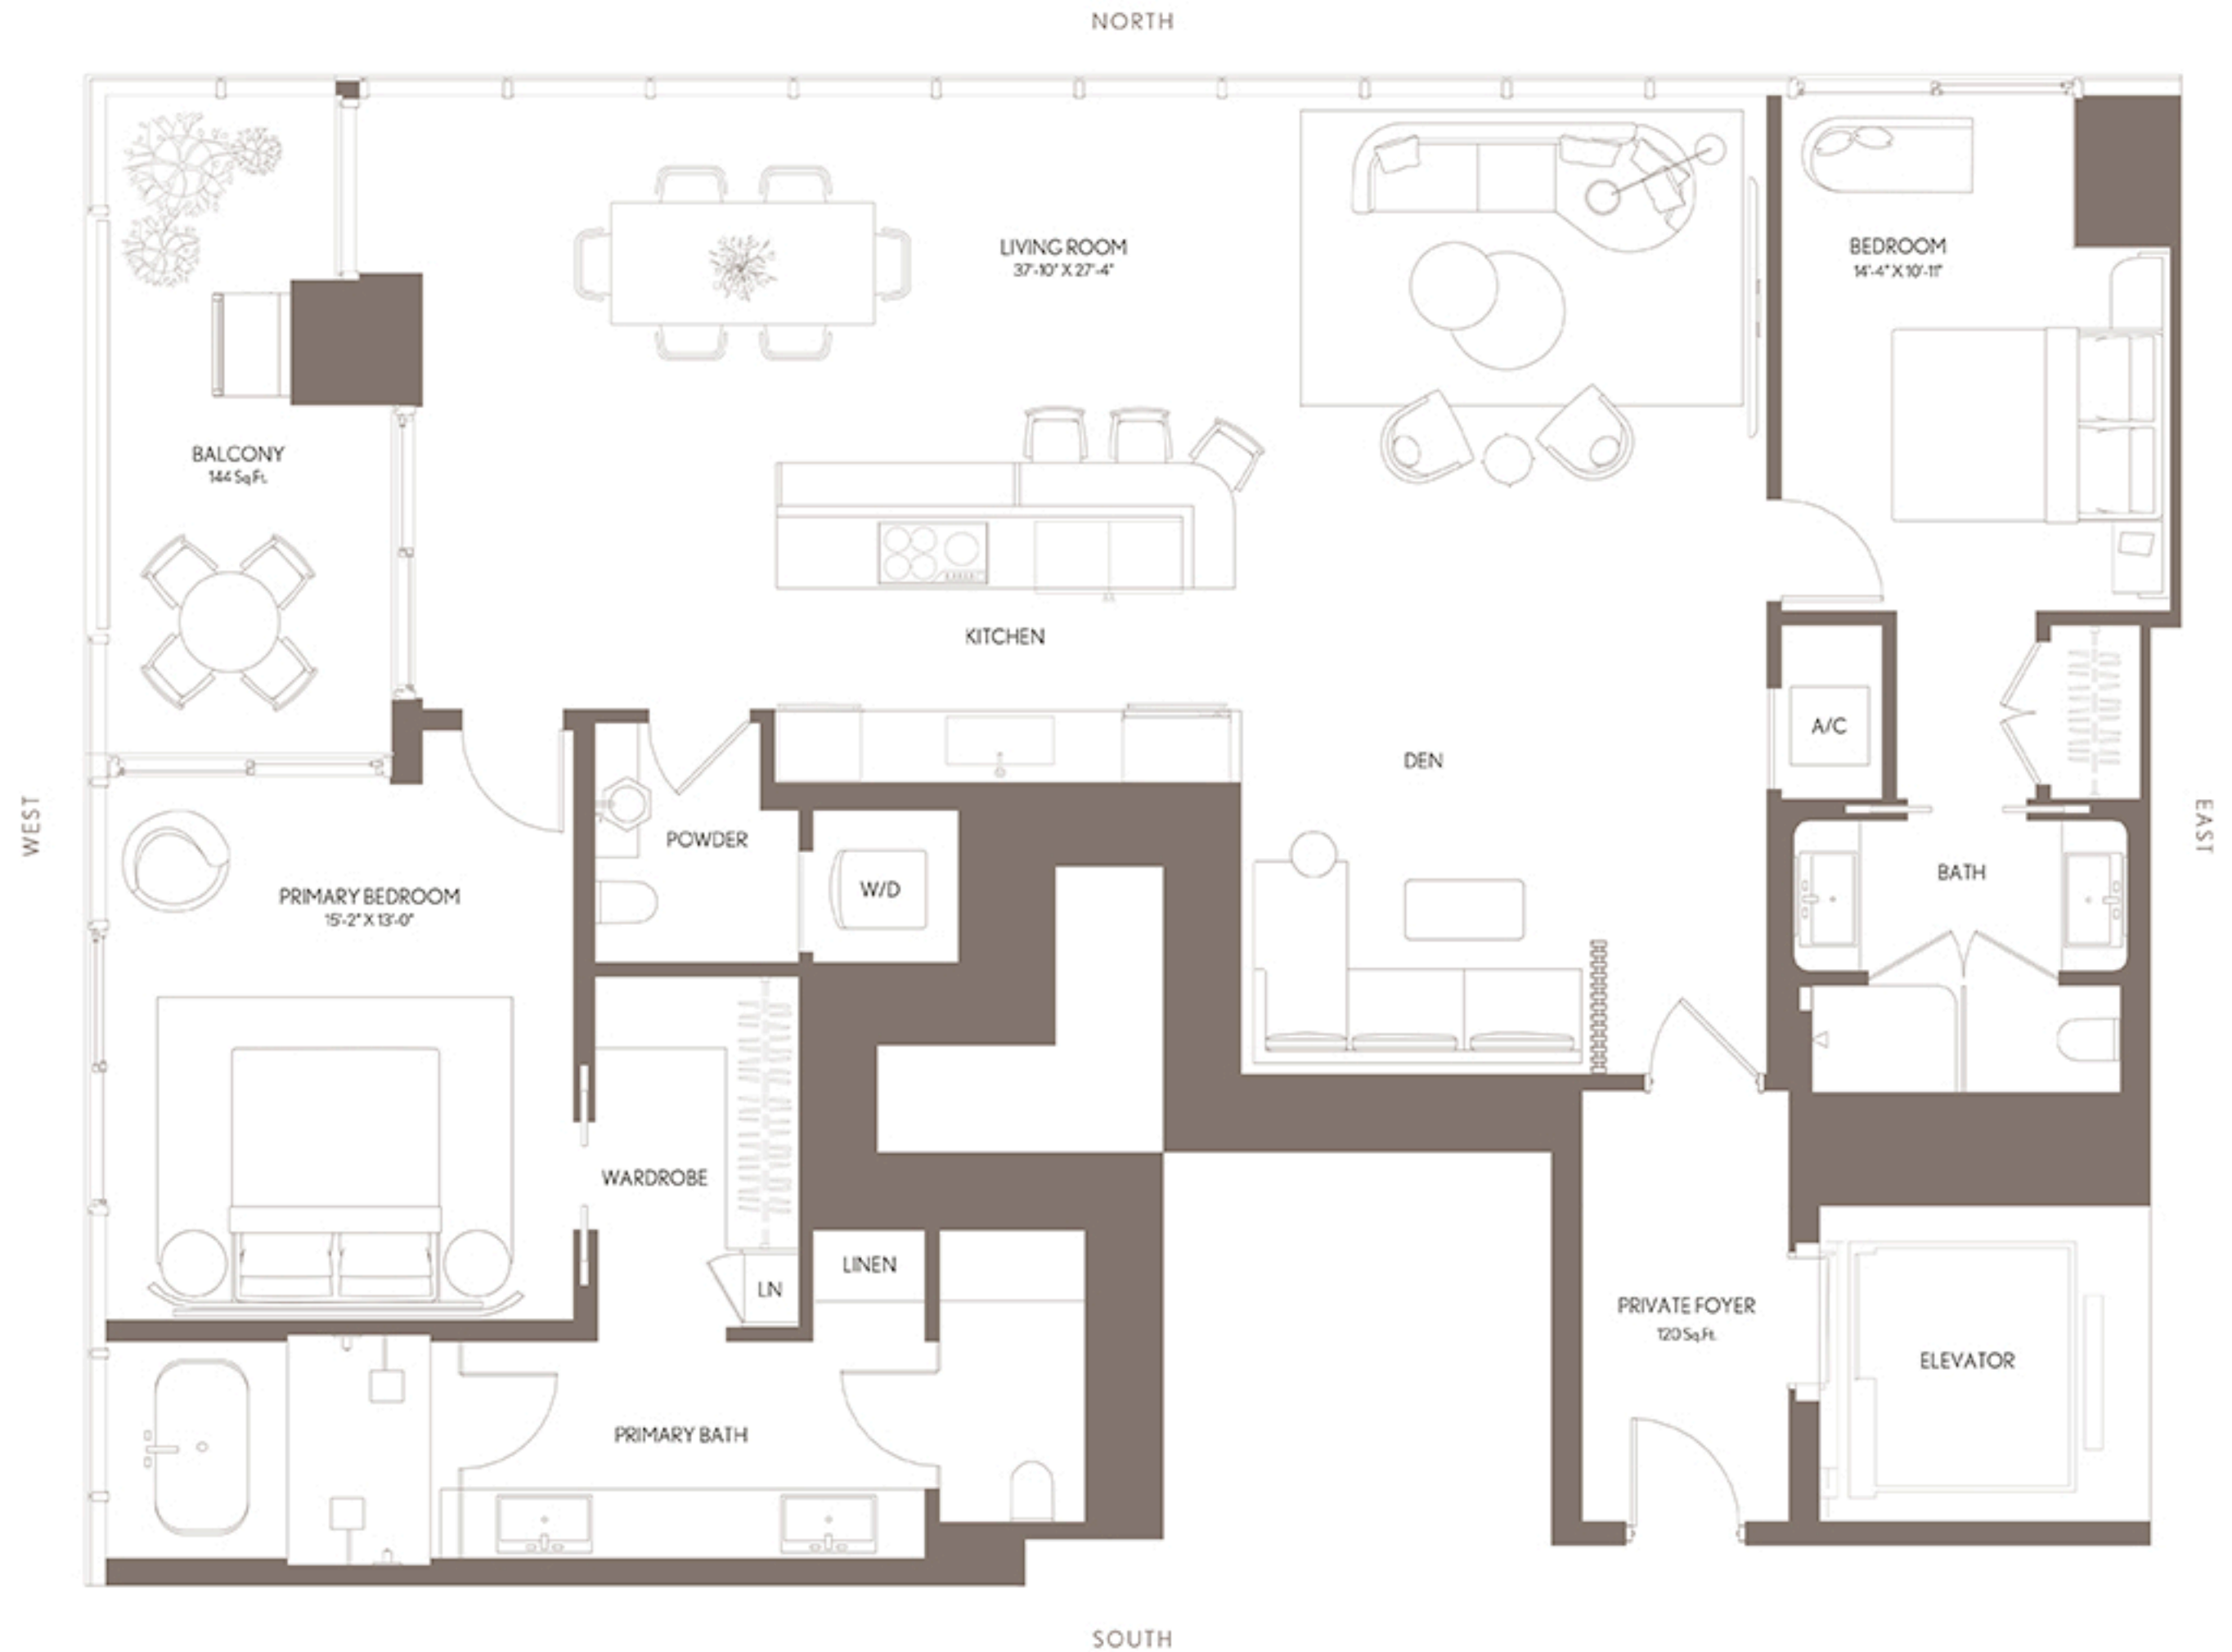 NORTH
LIVING ROOM
37'-10" X 27'-4"
BEDROOM
14'-4" X 10'-11"
BALCONY
144 Sq.Ft.
KITCHEN
A/C
DEN
WEST
EAST
POWDER
W/D
BATH
PRIMARY BEDROOM
15'-2" X 13'-0"
WARDROBE
LINEN
LN
PRIVATE FOYER
120 Sq.Ft.
ELEVATOR
PRIMARY BATH
SOUTH